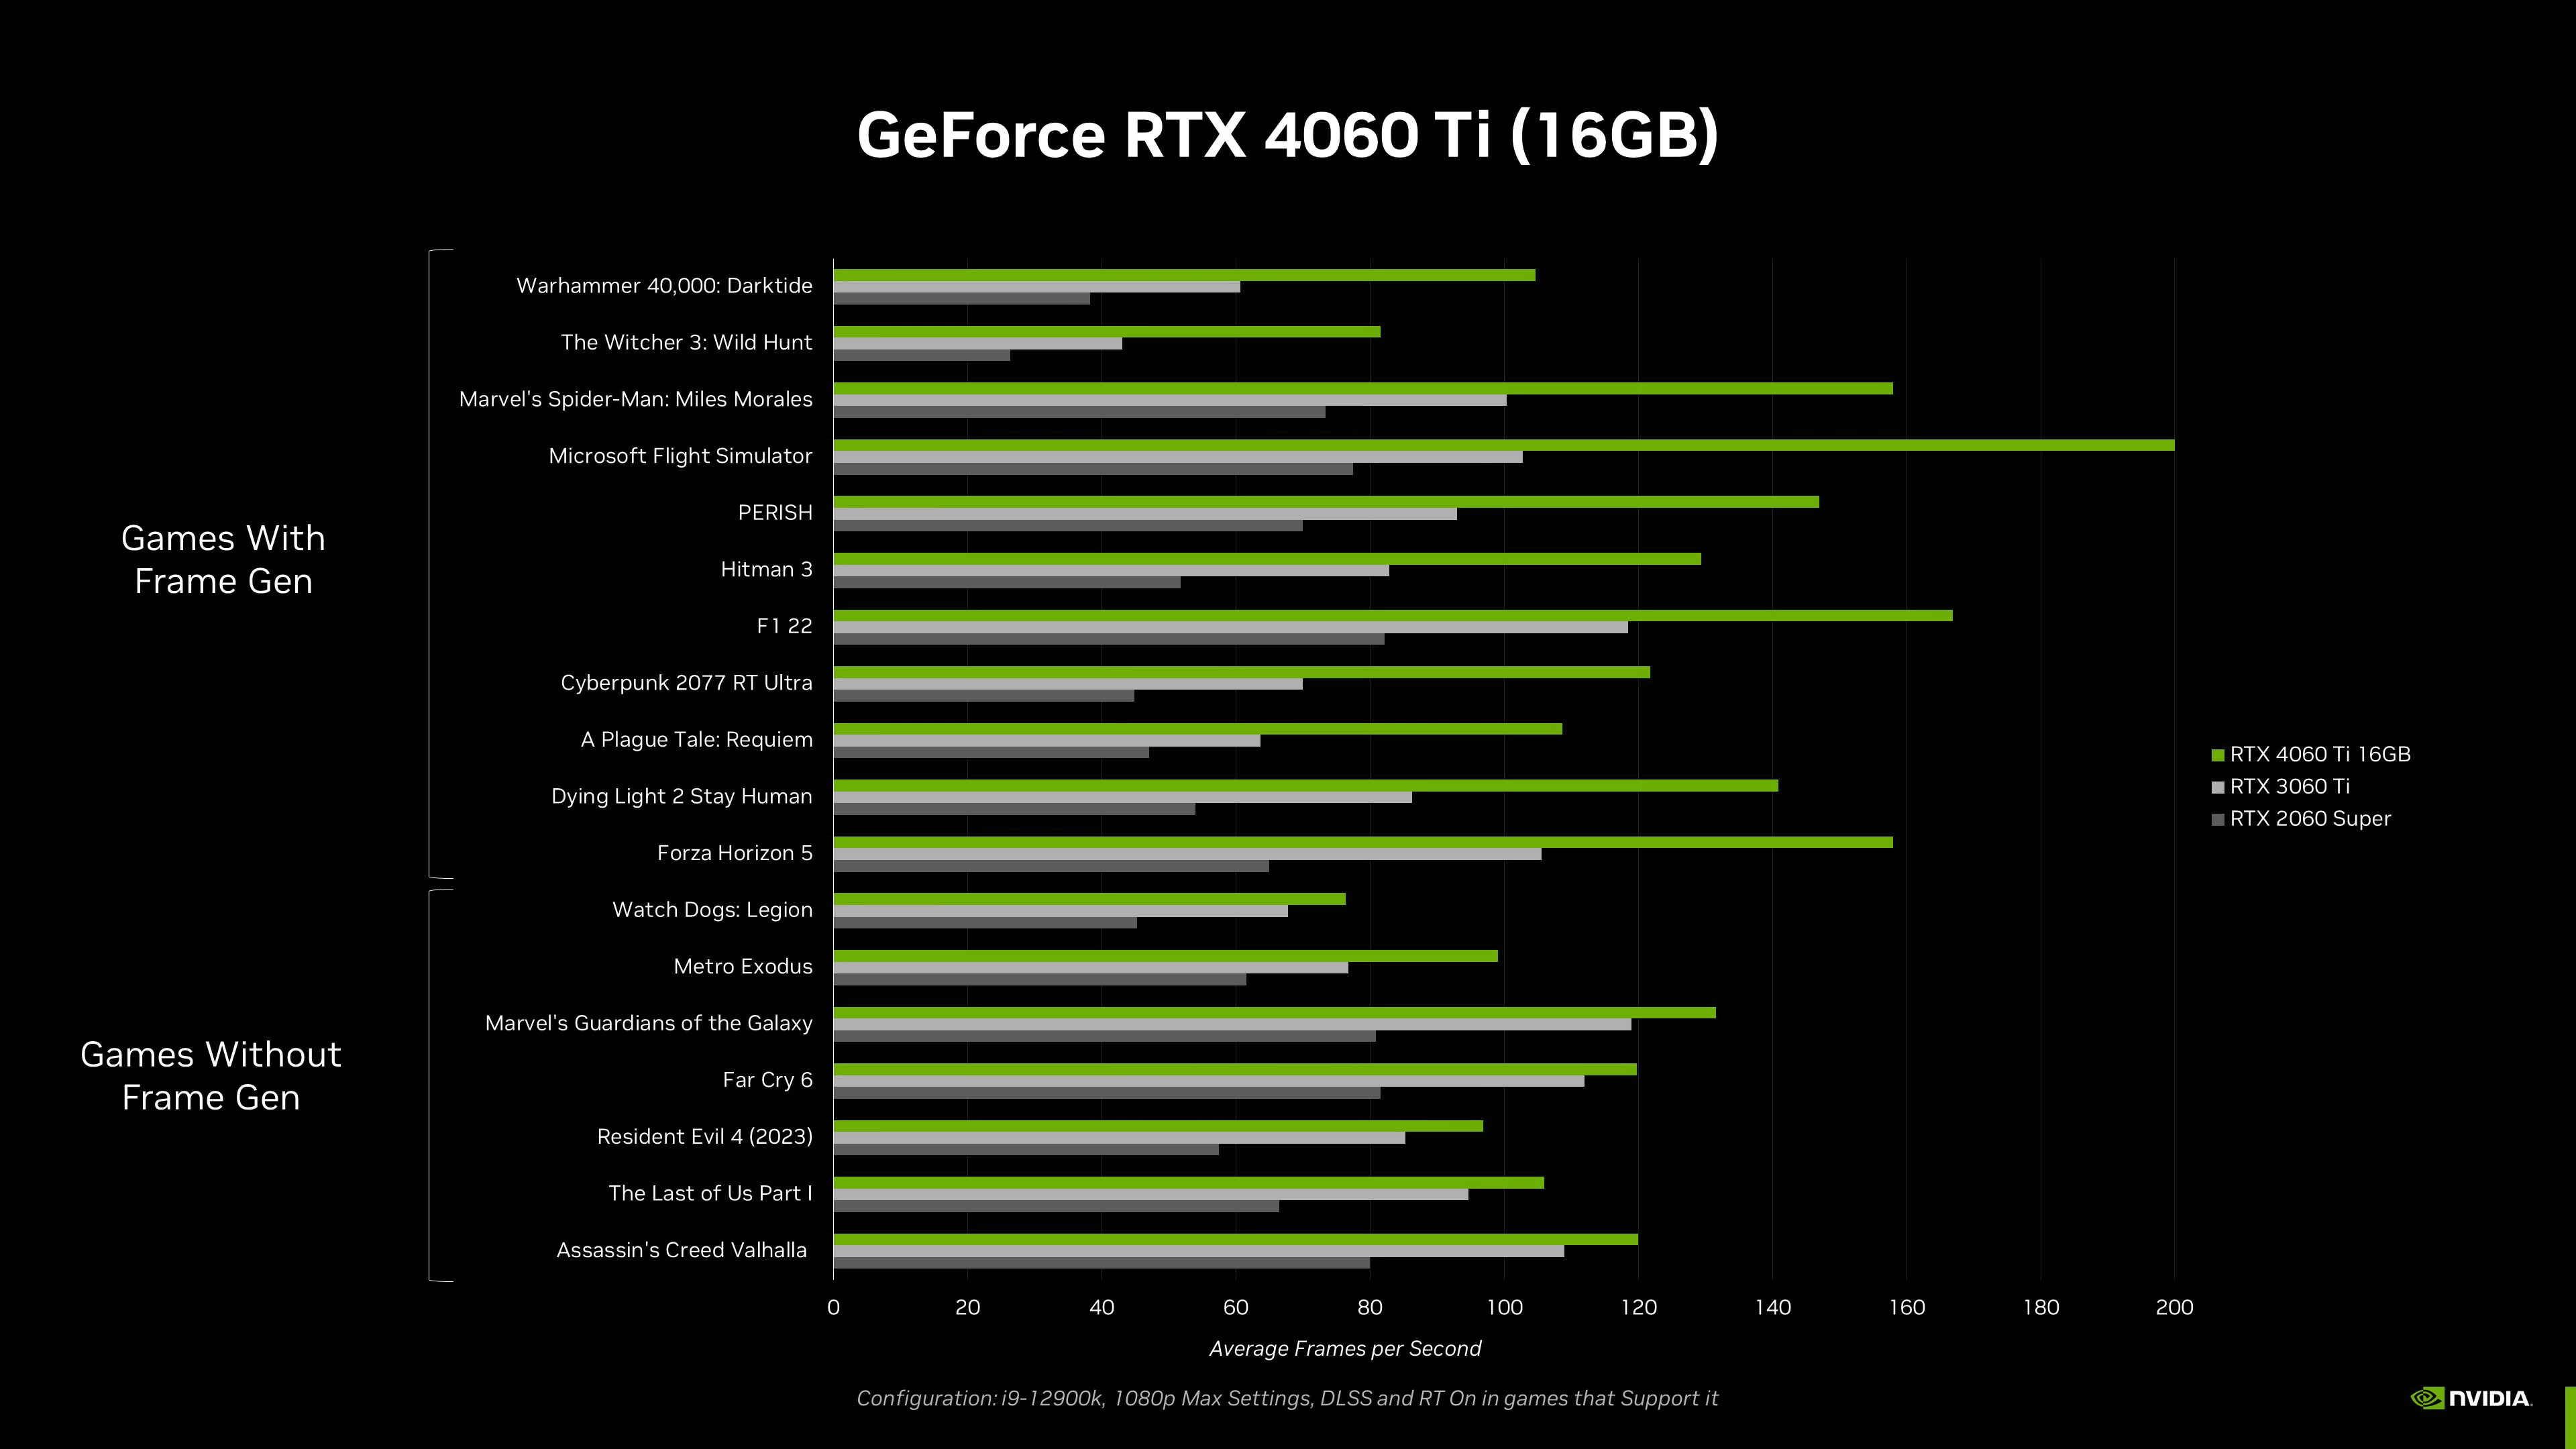 GeForce RTX 4060 Ti (16GB)
Games With
Frame Gen
Warhammer 40,000: Darktide
The Witcher 3: Wild Hunt
Marvel's Spider-Man: Miles Morales
Microsoft Flight Simulator
PERISH
Hitman 3
F1 22
Cyberpunk 2077 RT Ultra
A Plague Tale: Requiem
Dying Light 2 Stay Human
Forza Horizon 5
Games Without
Frame Gen
Watch Dogs: Legion
Metro Exodus
Marvel's Guardians of the Galaxy
Far Cry 6
Resident Evil 4 (2023)
The Last of Us Part I
Assassin's Creed Valhalla
0 20 40 60 80 100 120 140 160 180 200
Average Frames per Second
RTX 4060 Ti 16GB
RTX 3060 Ti
RTX 2060 Super
Configuration: i9-12900k, 1080p Max Settings, DLSS and RT On in games that Support it
NVIDIA.